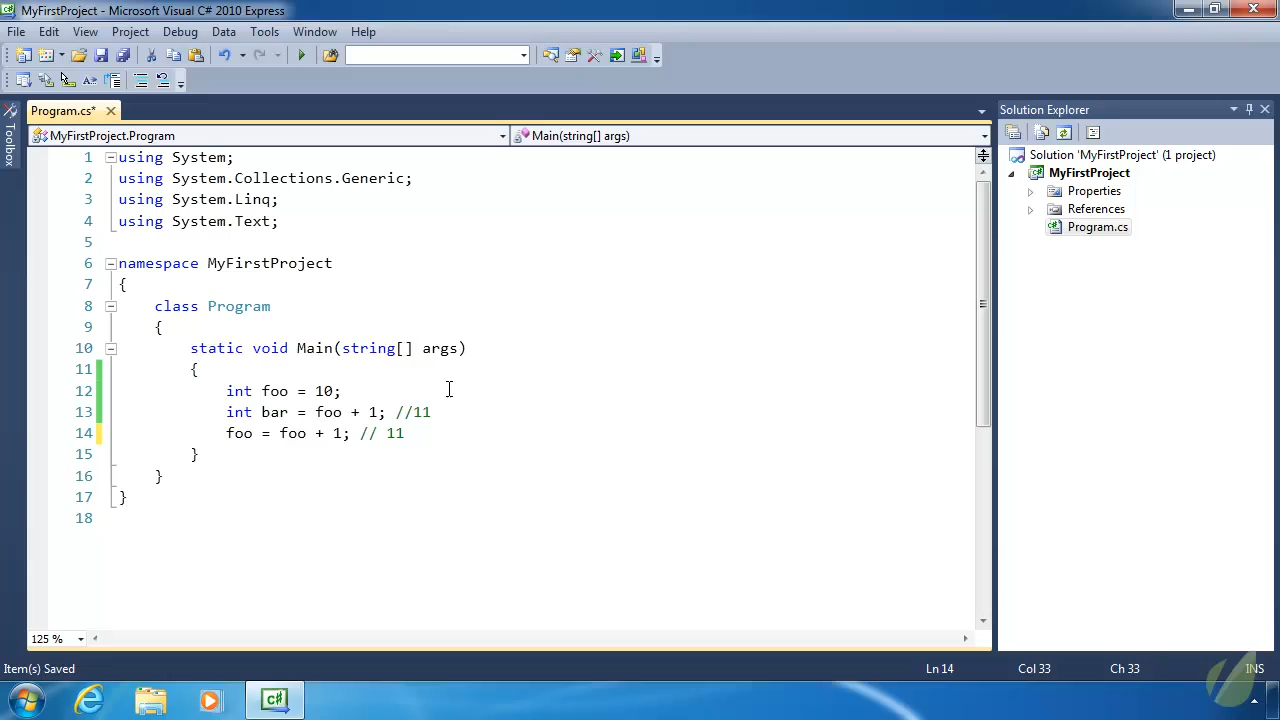 MyFirstProject - Microsoft Visual C# 2010 Express
File Edit View Project Debug Data Tools Window Help
Program.cs*
Solution Explorer
Toolbox
MyFirstProject.Program
Main(string[] args)
1 using System;
2 using System.Collections.Generic;
3 using System.Linq;
4 using System.Text;
5
6 namespace MyFirstProject
7 {
8 class Program
9 {
10 static void Main(string[] args)
11 {
12 int foo = 10;
13 int bar = foo + 1; //11
14 foo = foo + 1; // 11
15 }
16 }
17 }
18
Solution 'MyFirstProject' (1 project)
MyFirstProject
Properties
References
Program.cs
125 %
Item(s) Saved
Ln 14 Col 33 Ch 33 INS
C#